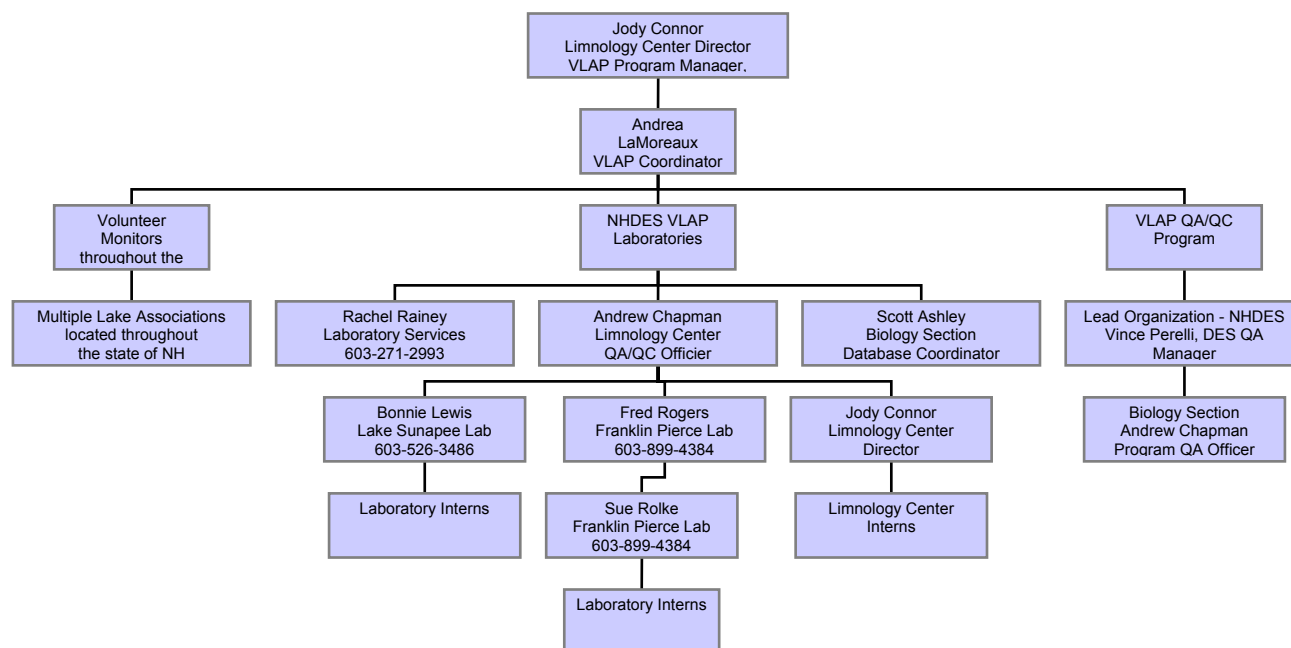 Jody Connor
Limnology Center Director
VLAP Program Manager,
Andrea
LaMoreaux
VLAP Coordinator
Volunteer
Monitors
throughout the
NHDES VLAP
Laboratories
VLAP QA/QC
Program
Multiple Lake Associations
located throughout
the state of NH
Rachel Rainey
Laboratory Services
603-271-2993
Andrew Chapman
Limnology Center
QA/QC Officier
Scott Ashley
Biology Section
Database Coordinator
Lead Organization - NHDES
Vince Perelli, DES QA
Manager
Bonnie Lewis
Lake Sunapee Lab
603-526-3486
Fred Rogers
Franklin Pierce Lab
603-899-4384
Jody Connor
Limnology Center
Director
Biology Section
Andrew Chapman
Program QA Officer
Laboratory Interns
Sue Rolke
Franklin Pierce Lab
603-899-4384
Limnology Center
Interns
Laboratory Interns